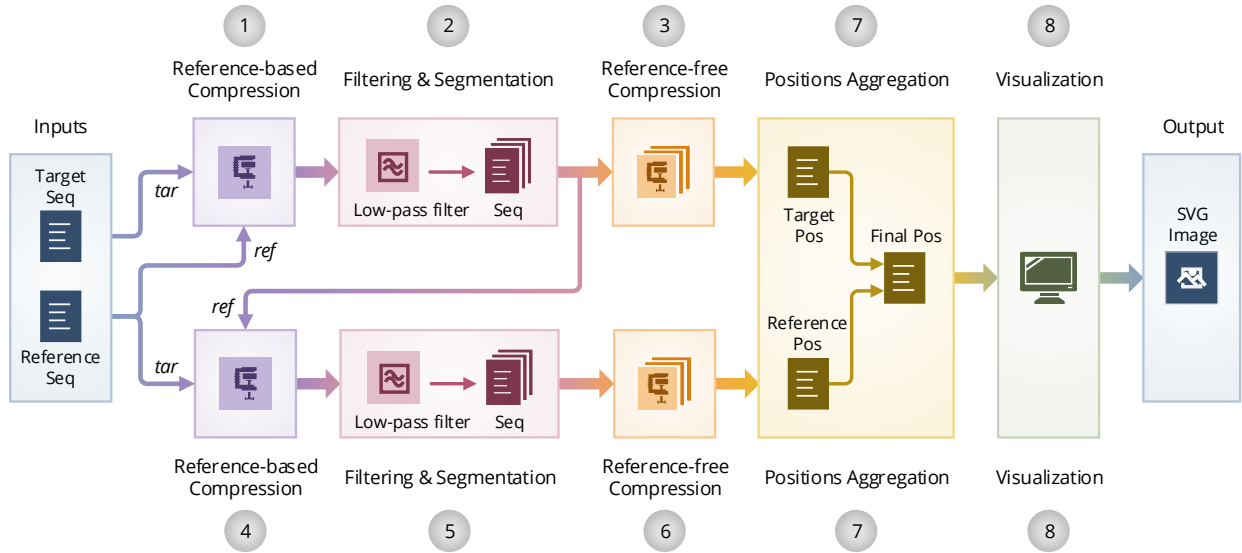 1
2
3
7
8
Reference-based
Compression
Filtering & Segmentation
Reference-free
Compression
Positions Aggregation
Visualization
Inputs
Output
Target
Seq
tar
Low-pass filter
Seq
Target
Pos
SVG
Image
ref
Final Pos
ref
Reference
Seq
tar
Reference
Pos
Low-pass filter
Seq
Reference-based
Compression
Filtering & Segmentation
Reference-free
Compression
Positions Aggregation
Visualization
4
5
6
7
8